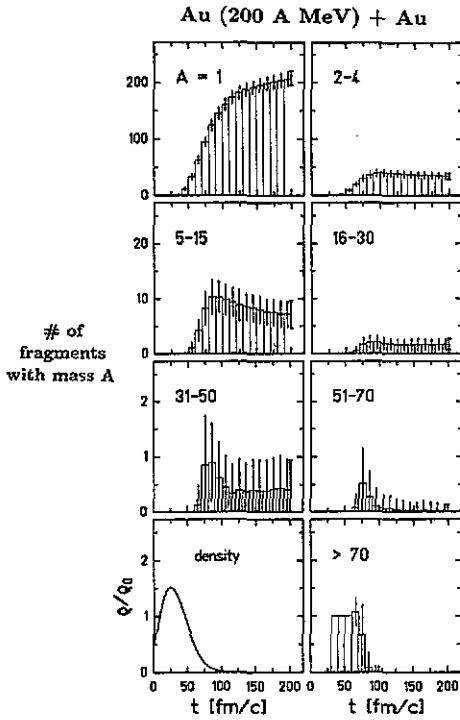 Au (200 A MeV) + Au
A = 1
2-4
200
100
0
5-15
16-30
20
10
0
# of
fragments
with mass A
31-50
51-70
2
1
0
density
> 70
ϱ/ϱ₀
2
1
0
0 50 100 150 200
0 50 100 150 200
t [fm/c]
t [fm/c]